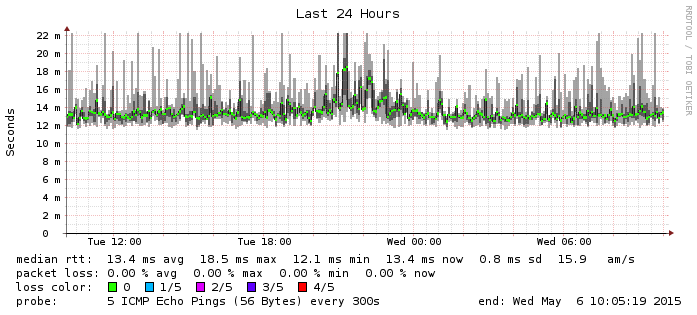 Last 24 Hours
RRDTOOL / TOBI OETIKER
Seconds
22 m
20 m
18 m
16 m
14 m
12 m
10 m
8 m
6 m
4 m
2 m
0
Tue 12:00 Tue 18:00 Wed 00:00 Wed 06:00
median rtt: 13.4 ms avg 18.5 ms max 12.1 ms min 13.4 ms now 0.8 ms sd 15.9 am/s
packet loss: 0.00 % avg 0.00 % max 0.00 % min 0.00 % now
loss color: 0 1/5 2/5 3/5 4/5
probe: 5 ICMP Echo Pings (56 Bytes) every 300s end: Wed May 6 10:05:19 2015